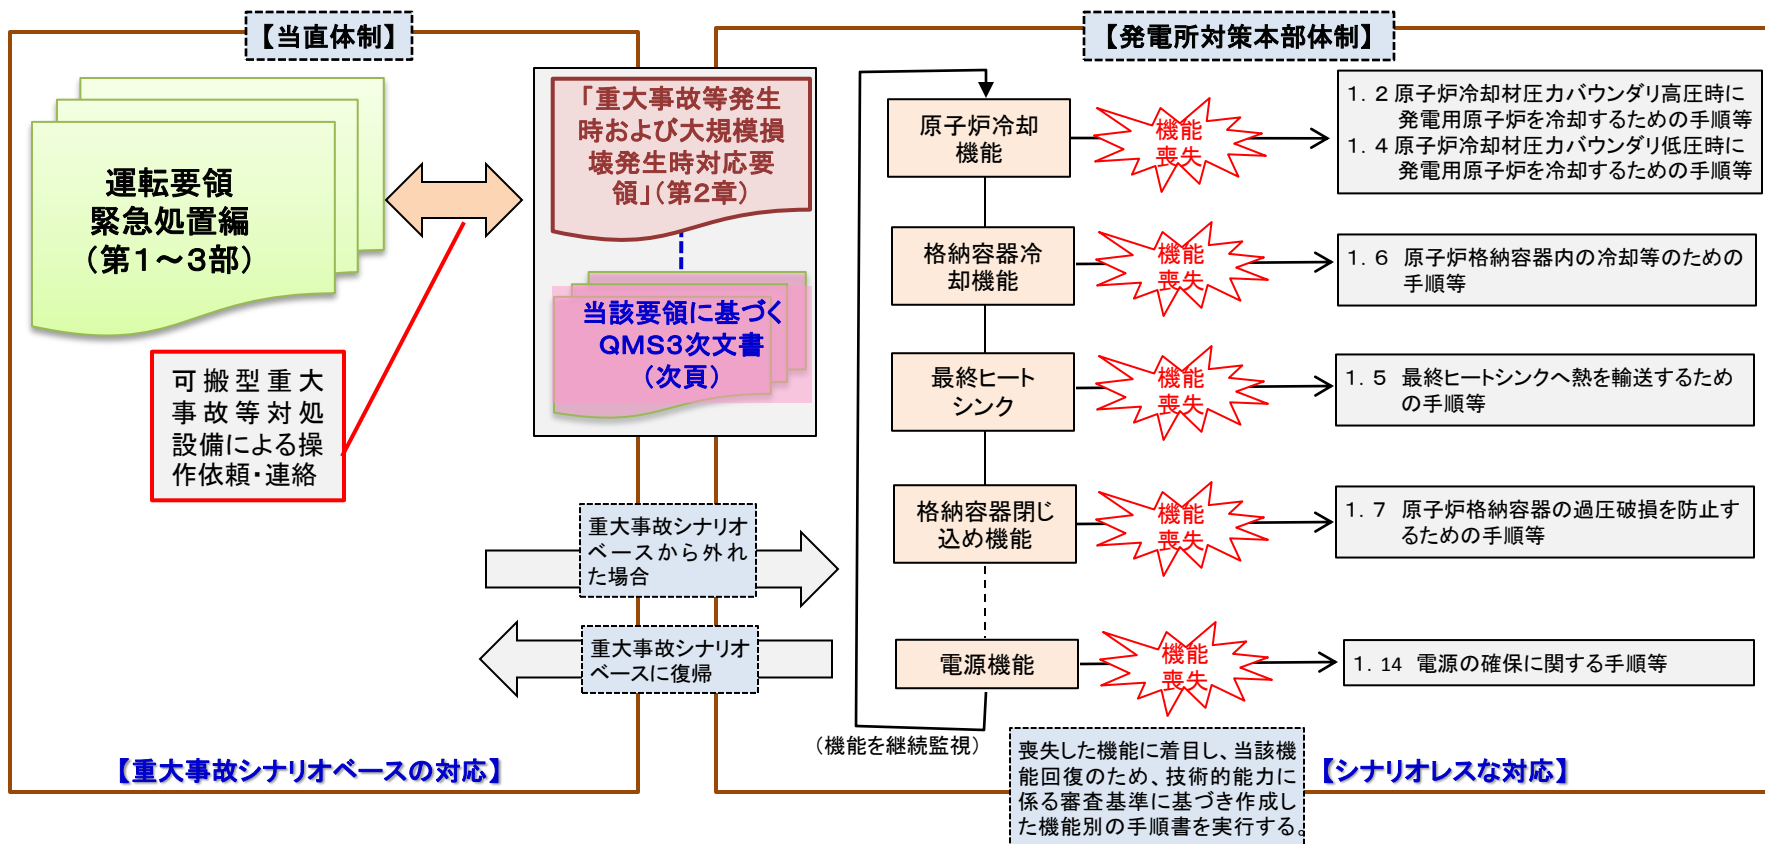 【当直体制】
運転要領
緊急処置編
（第１～３部）
可搬型重大
事故等対処
設備による操
作依頼・連絡
【重大事故シナリオベースの対応】
「重大事故等発生
時および大規模損
壊発生時対応要
領」（第２章）
当該要領に基づく
ＱＭＳ３次文書
（次頁）
重大事故シナリオ
ベースから外れ
た場合
重大事故シナリオ
ベースに復帰
【発電所対策本部体制】
原子炉冷却
機能
機能
喪失
１．２ 原子炉冷却材圧力バウンダリ高圧時に
発電用原子炉を冷却するための手順等
１．４ 原子炉冷却材圧力バウンダリ低圧時に
発電用原子炉を冷却するための手順等
格納容器冷
却機能
機能
喪失
１．６ 原子炉格納容器内の冷却等のための
手順等
最終ヒート
シンク
機能
喪失
１．５ 最終ヒートシンクへ熱を輸送するため
の手順等
格納容器閉じ
込め機能
機能
喪失
１．７ 原子炉格納容器の過圧破損を防止す
るための手順等
電源機能
機能
喪失
１．14 電源の確保に関する手順等
（機能を継続監視）
喪失した機能に着目し、当該機
能回復のため、技術的能力に
係る審査基準に基づき作成し
た機能別の手順書を実行する。
【シナリオレスな対応】